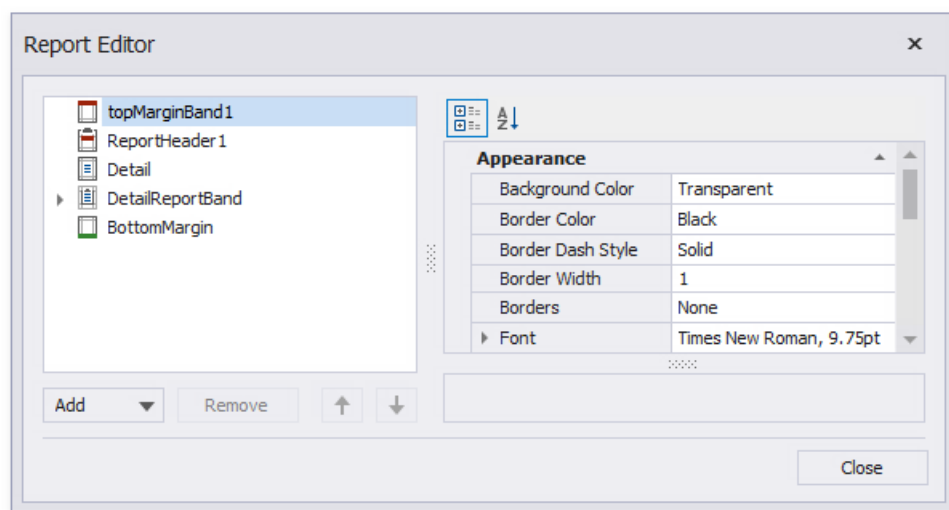 Report Editor
topMarginBand1
ReportHeader1
Detail
DetailReportBand
BottomMargin
Add
Remove
Appearance
Background Color Transparent
Border Color Black
Border Dash Style Solid
Border Width 1
Borders None
Font Times New Roman, 9.75pt
Close